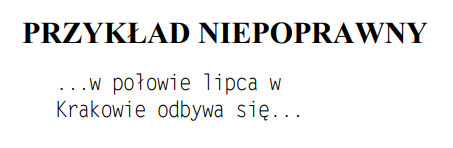 PRZYKŁAD NIEPOPRAWNY
...w połowie lipca w
Krakowie odbywa się...